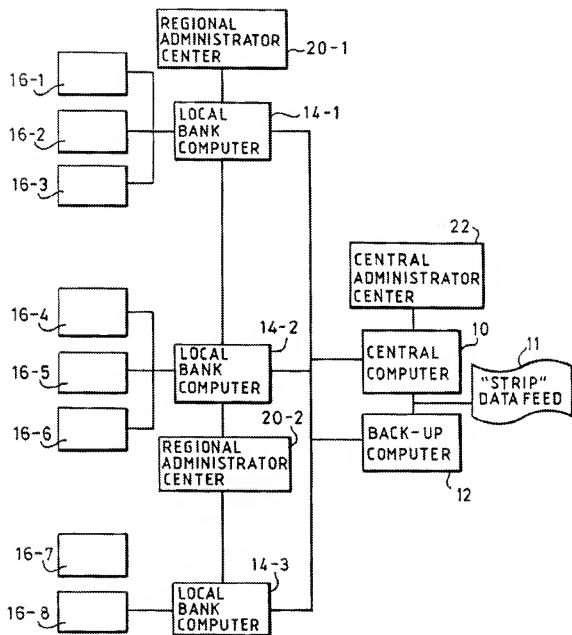 REGIONAL
ADMINISTRATOR
CENTER
20-1
16-1
16-2
16-3
LOCAL
BANK
COMPUTER
14-1
22
CENTRAL
ADMINISTRATOR
CENTER
10
CENTRAL
COMPUTER
11
"STRIP"
DATA FEED
BACK-UP
COMPUTER
12
16-4
16-5
16-6
LOCAL
BANK
COMPUTER
14-2
20-2
REGIONAL
ADMINISTRATOR
CENTER
16-7
16-8
14-3
LOCAL
BANK
COMPUTER